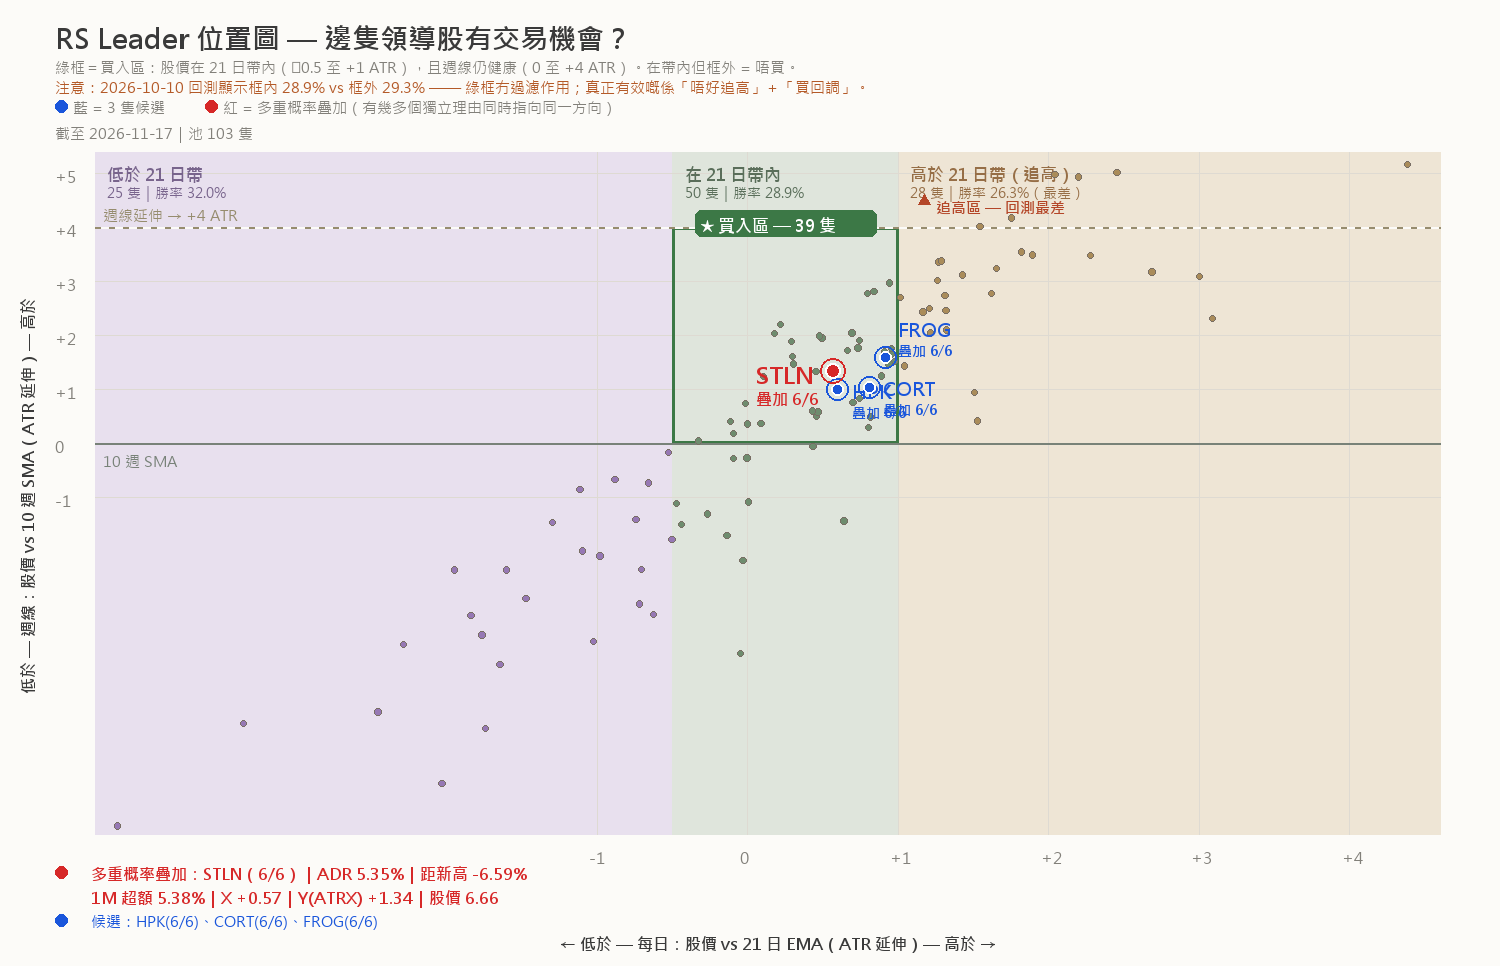 RS Leader 位置圖 — 邊隻領導股有交易機會？
綠框＝買入區：股價在 21 日帶內（□0.5 至 +1 ATR），且週線仍健康（0 至 +4 ATR）。在帶內但框外 = 唔買。
注意：2026-10-10 回測顯示框內 28.9% vs 框外 29.3% —— 綠框冇過濾作用；真正有效嘅係「唔好追高」+「買回調」。
藍 = 3 隻候選
紅 = 多重概率疊加（有幾多個獨立理由同時指向同一方向）
截至 2026-11-17 | 池 103 隻
低於 21 日帶
25 隻 | 勝率 32.0%
在 21 日帶內
50 隻 | 勝率 28.9%
高於 21 日帶（追高）
28 隻 | 勝率 26.3%（最差）
▲ 追高區 — 回測最差
週線延伸 → +4 ATR
★ 買入區 — 39 隻
+5
+4
+3
+2
+1
0
-1
FROG
疊加 6/6
STLN
疊加 6/6
HPK
疊加 6/6
CORT
疊加 6/6
10 週 SMA
低於 — 週線：股價 vs 10 週 SMA（ATR 延伸）— 高於
-1
0
+1
+2
+3
+4
多重概率疊加：STLN（6/6） | ADR 5.35% | 距新高 -6.59%
1M 超額 5.38% | X +0.57 | Y(ATRX) +1.34 | 股價 6.66
候選：HPK(6/6)、CORT(6/6)、FROG(6/6)
← 低於 — 每日：股價 vs 21 日 EMA（ATR 延伸）— 高於 →